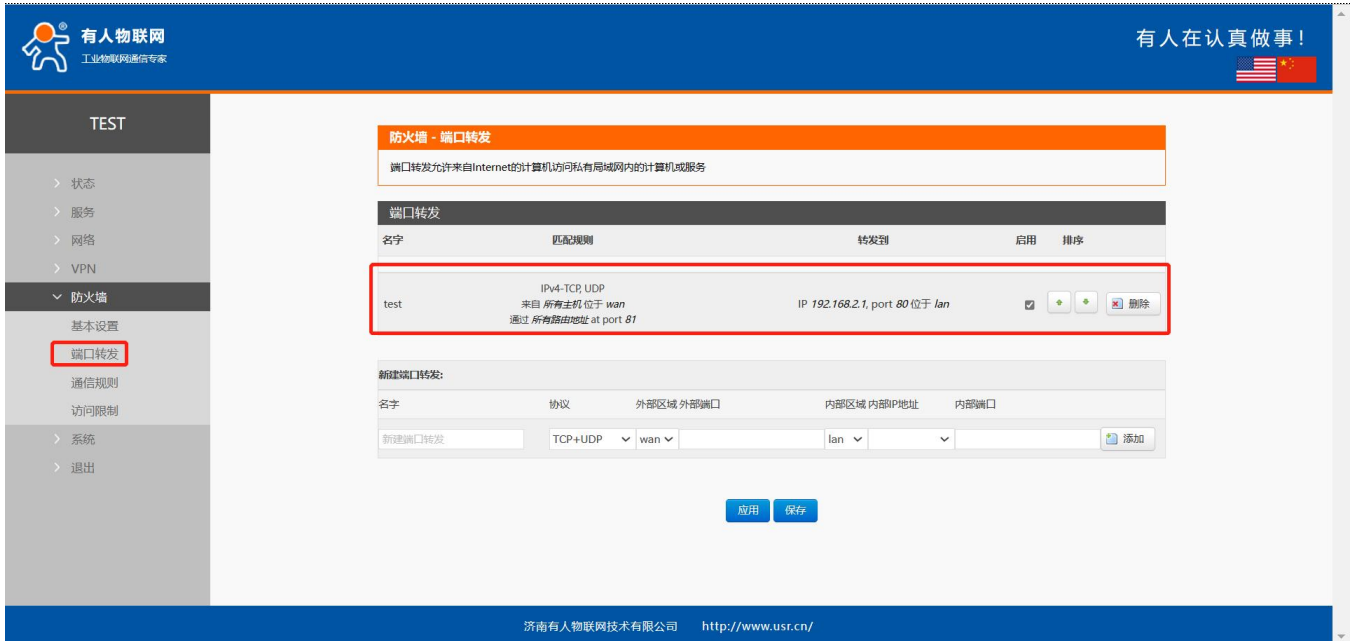 有人物联网
工业物联网通信专家
有人在认真做事!
TEST
状态
服务
网络
VPN
防火墙
基本设置
端口转发
通信规则
访问限制
系统
退出
防火墙 - 端口转发
端口转发允许来自Internet的计算机访问私有局域网内的计算机或服务
端口转发
名字 匹配规则 转发到 启用 排序
IPv4-TCP, UDP
test 来自 所有主机 位于 wan IP 192.168.2.1, port 80 位于 lan 删除
通过 所有路由地址 at port 81
新建端口转发:
名字 协议 外部区域 外部端口 内部区域 内部IP地址 内部端口
新建端口转发 TCP+UDP wan lan 添加
应用 保存
济南有人物联网技术有限公司 http://www.usr.cn/